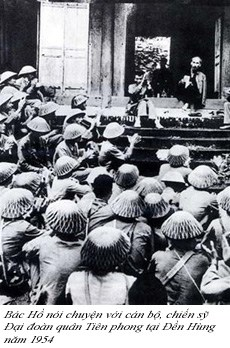 Bác Hồ nói chuyện với cán bộ, chiến sỹ
Đại đoàn quân Tiên phong tại Đền Hùng
năm 1954